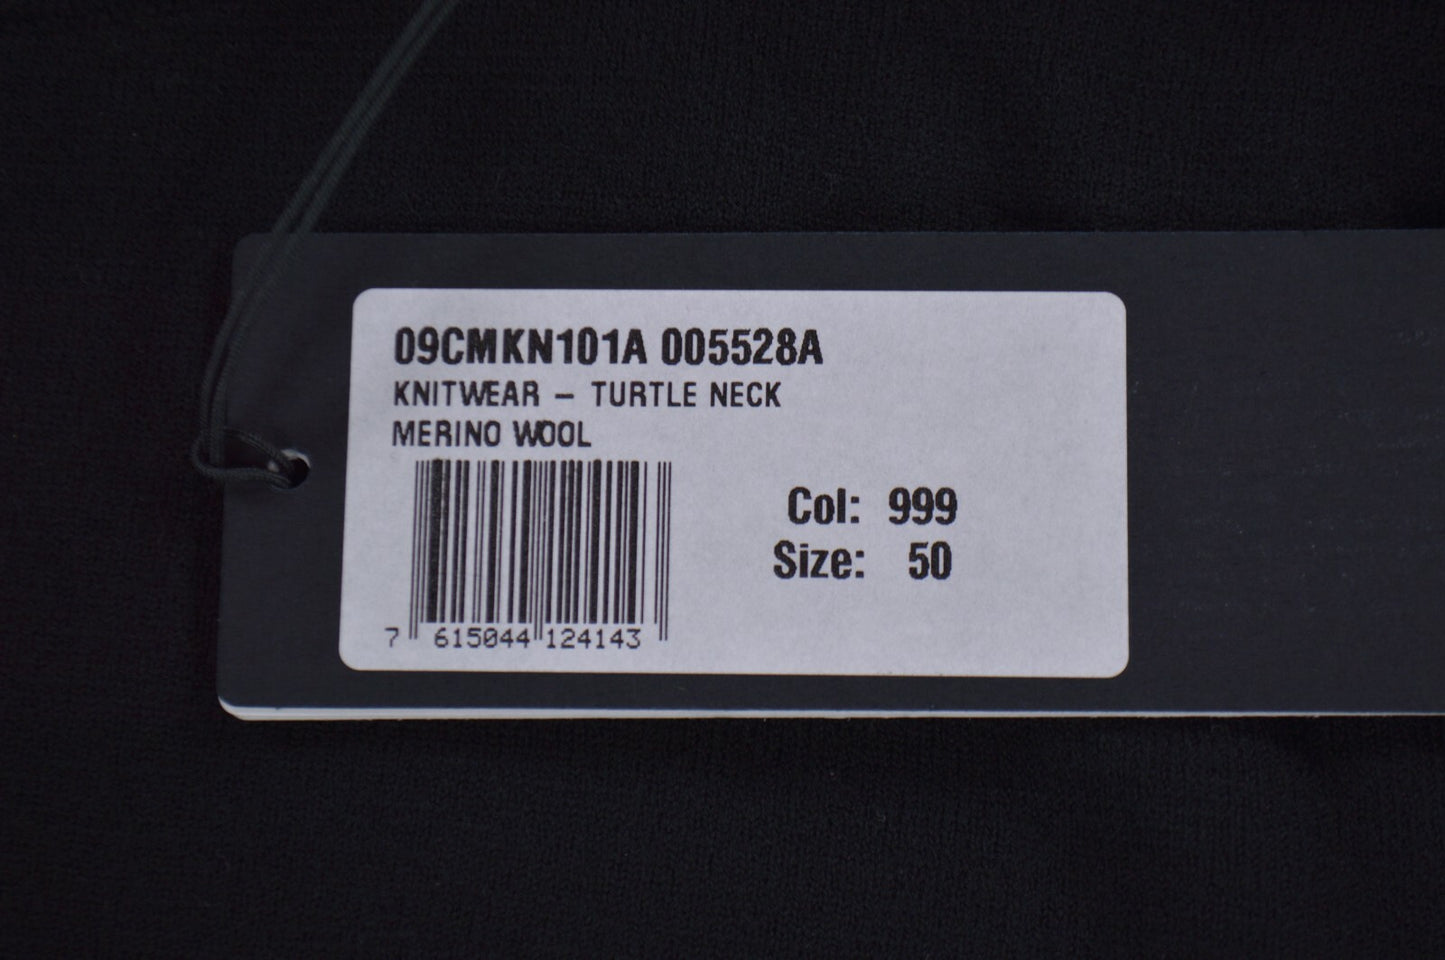 09CMKN101A 005528A
KNITWEAR – TURTLE NECK
MERINO WOOL
Col: 999
Size: 50
7 615044 124143